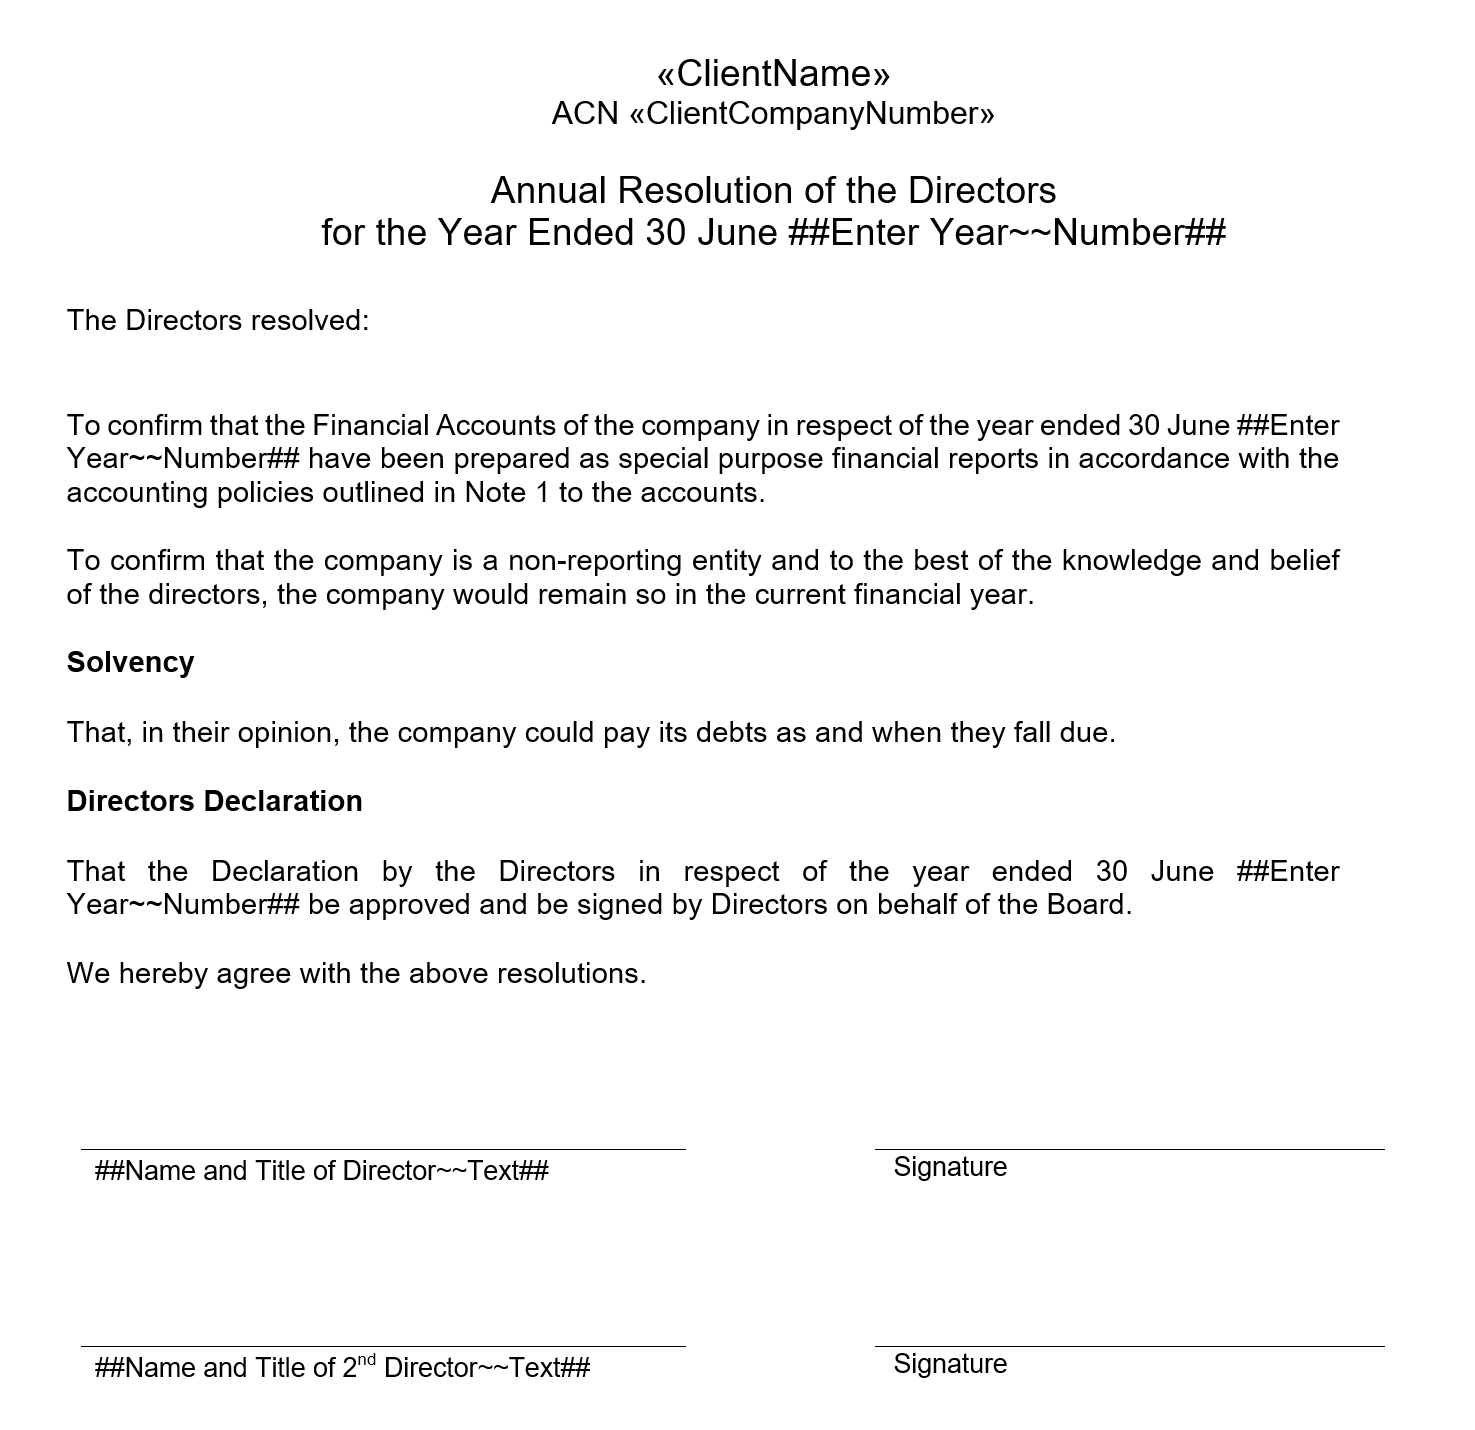 «ClientName»
ACN «ClientCompanyNumber»
Annual Resolution of the Directors
for the Year Ended 30 June ##Enter Year~~Number##
The Directors resolved:
To confirm that the Financial Accounts of the company in respect of the year ended 30 June ##Enter
Year~~Number## have been prepared as special purpose financial reports in accordance with the
accounting policies outlined in Note 1 to the accounts.
To confirm that the company is a non-reporting entity and to the best of the knowledge and belief
of the directors, the company would remain so in the current financial year.
Solvency
That, in their opinion, the company could pay its debts as and when they fall due.
Directors Declaration
That the Declaration by the Directors in respect of the year ended 30 June ##Enter
Year~~Number## be approved and be signed by Directors on behalf of the Board.
We hereby agree with the above resolutions.
##Name and Title of Director~~Text## Signature
##Name and Title of 2nd Director~~Text## Signature